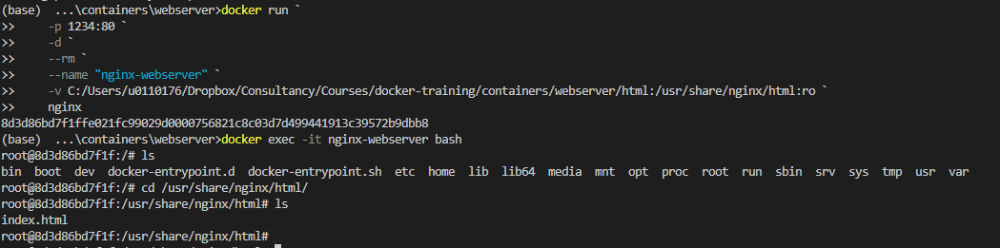 (base)  ...\containers\webserver>docker run `
>>     -p 1234:80 `
>>     -d `
>>     --rm `
>>     --name "nginx-webserver" `
>>     -v C:/Users/u0110176/Dropbox/Consultancy/Courses/docker-training/containers/webserver/html:/usr/share/nginx/html:ro `
>>     nginx
8d3d86bd7f1ffe021fc99029d0000756821c8c03d7d499441913c39572b9dbb8
(base)  ...\containers\webserver>docker exec -it nginx-webserver bash
root@8d3d86bd7f1f:/# ls
bin  boot  dev  docker-entrypoint.d  docker-entrypoint.sh  etc  home  lib  lib64  media  mnt  opt  proc  root  run  sbin  srv  sys  tmp  usr  var
root@8d3d86bd7f1f:/# cd /usr/share/nginx/html/
root@8d3d86bd7f1f:/usr/share/nginx/html# ls
index.html
root@8d3d86bd7f1f:/usr/share/nginx/html#